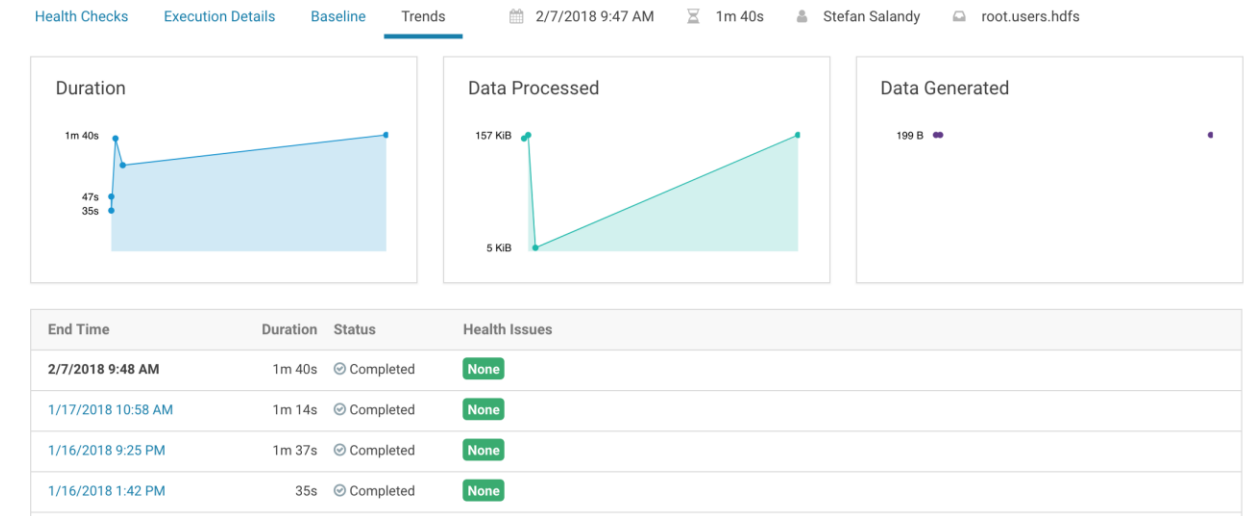 Health Checks Execution Details Baseline Trends 2/7/2018 9:47 AM 1m 40s Stefan Salandy root.users.hdfs
Duration
1m 40s
47s
35s
Data Processed
157 KiB
5 KiB
Data Generated
199 B
End Time Duration Status Health Issues
2/7/2018 9:48 AM 1m 40s Completed None
1/17/2018 10:58 AM 1m 14s Completed None
1/16/2018 9:25 PM 1m 37s Completed None
1/16/2018 1:42 PM 35s Completed None